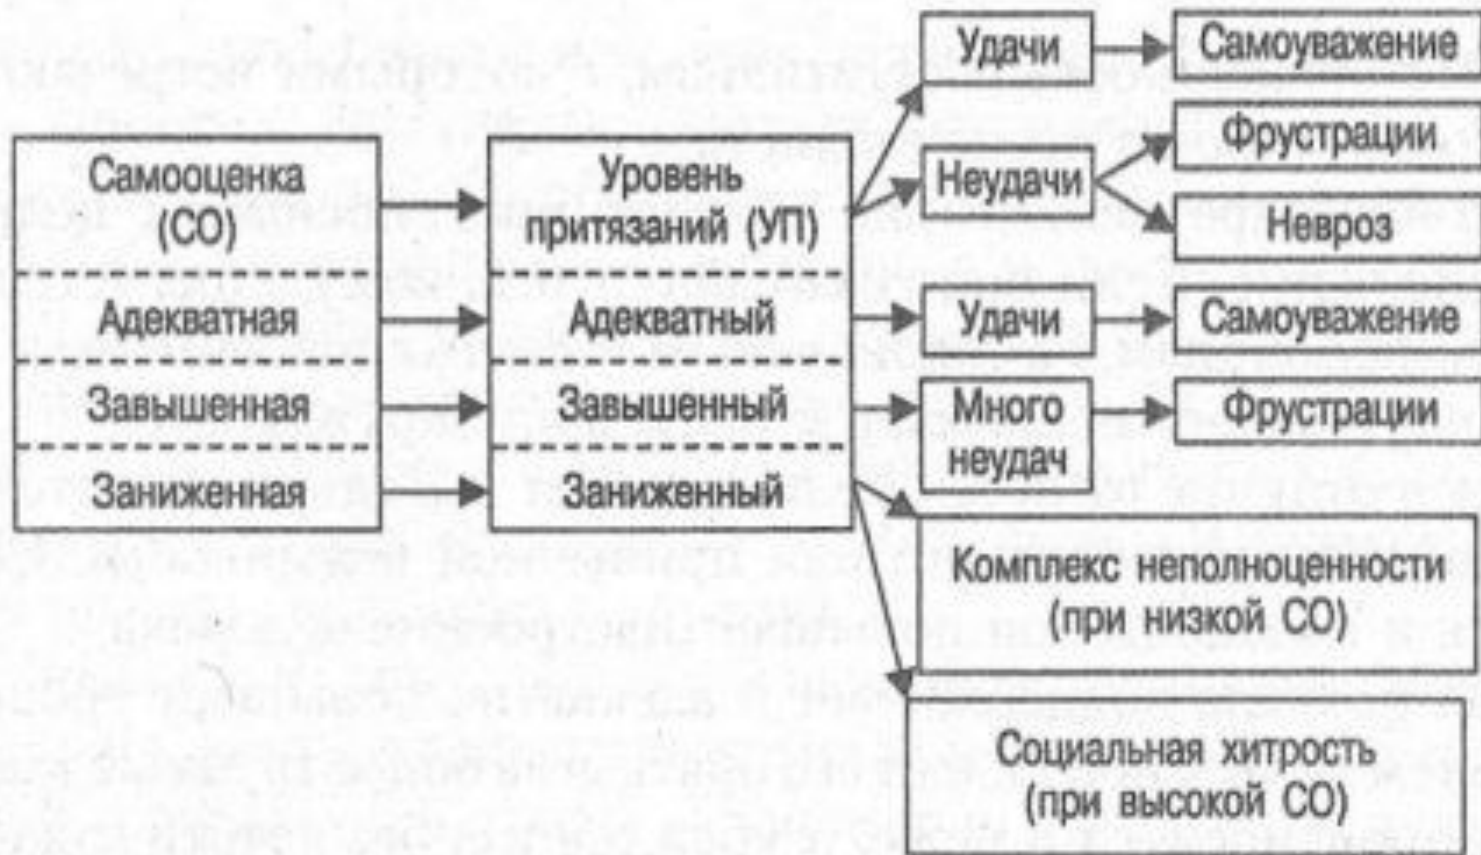 Самооценка
(СО)
Адекватная
Завышенная
Заниженная
Уровень
притязаний (УП)
Адекватный
Завышенный
Заниженный
Удачи
Самоуважение
Неудачи
Фрустрации
Невроз
Удачи
Самоуважение
Много
неудач
Фрустрации
Комплекс неполноценности
(при низкой СО)
Социальная хитрость
(при высокой СО)